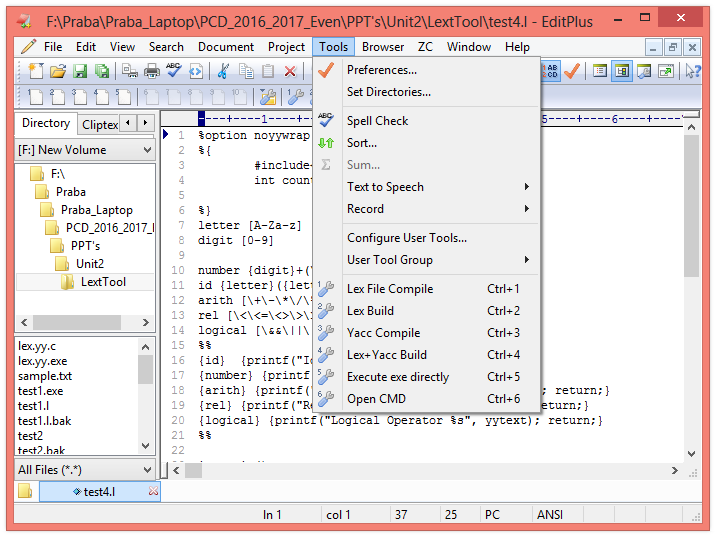 F:\Praba\Praba_Laptop\PCD_2016_2017_Even\PPT's\Unit2\LextTool\test4.l - EditPlus
File Edit View Search Document Project Tools Browser ZC Window Help
Preferences...
Set Directories...
Spell Check
Sort...
Sum...
Text to Speech
Record
Configure User Tools...
User Tool Group
Lex File Compile Ctrl+1
Lex Build Ctrl+2
Yacc Compile Ctrl+3
Lex+Yacc Build Ctrl+4
Execute exe directly Ctrl+5
Open CMD Ctrl+6
Directory Cliptex
[F:] New Volume
F:\
Praba
Praba_Laptop
PCD_2016_2017_
PPT's
Unit2
LextTool
lex.yy.c
lex.yy.exe
sample.txt
test1.exe
test1.l
test1.l.bak
test2
test2.bak
All Files (*.*)
----+----1----+ 5----+----6----+--
1 %option noyywrap
2 %{
3 #include
4 int count
5
6 %}
7 letter [A-Za-z]
8 digit [0-9]
9
10 number {digit}+(
11 id {letter}({let
12 arith [\+\-\*/\
13 rel [\<\<=\<>\>\
14 logical [\&&\||\
15 %%
16 {id} {printf("I
17 {number} {printf
18 {arith} {printf(" ; return;}
19 {rel} {printf("R return;}
20 {logical} {printf("Logical Operator %s", yytext); return;}
21 %%
22
test4.l
ln 1 col 1 37 25 PC ANSI